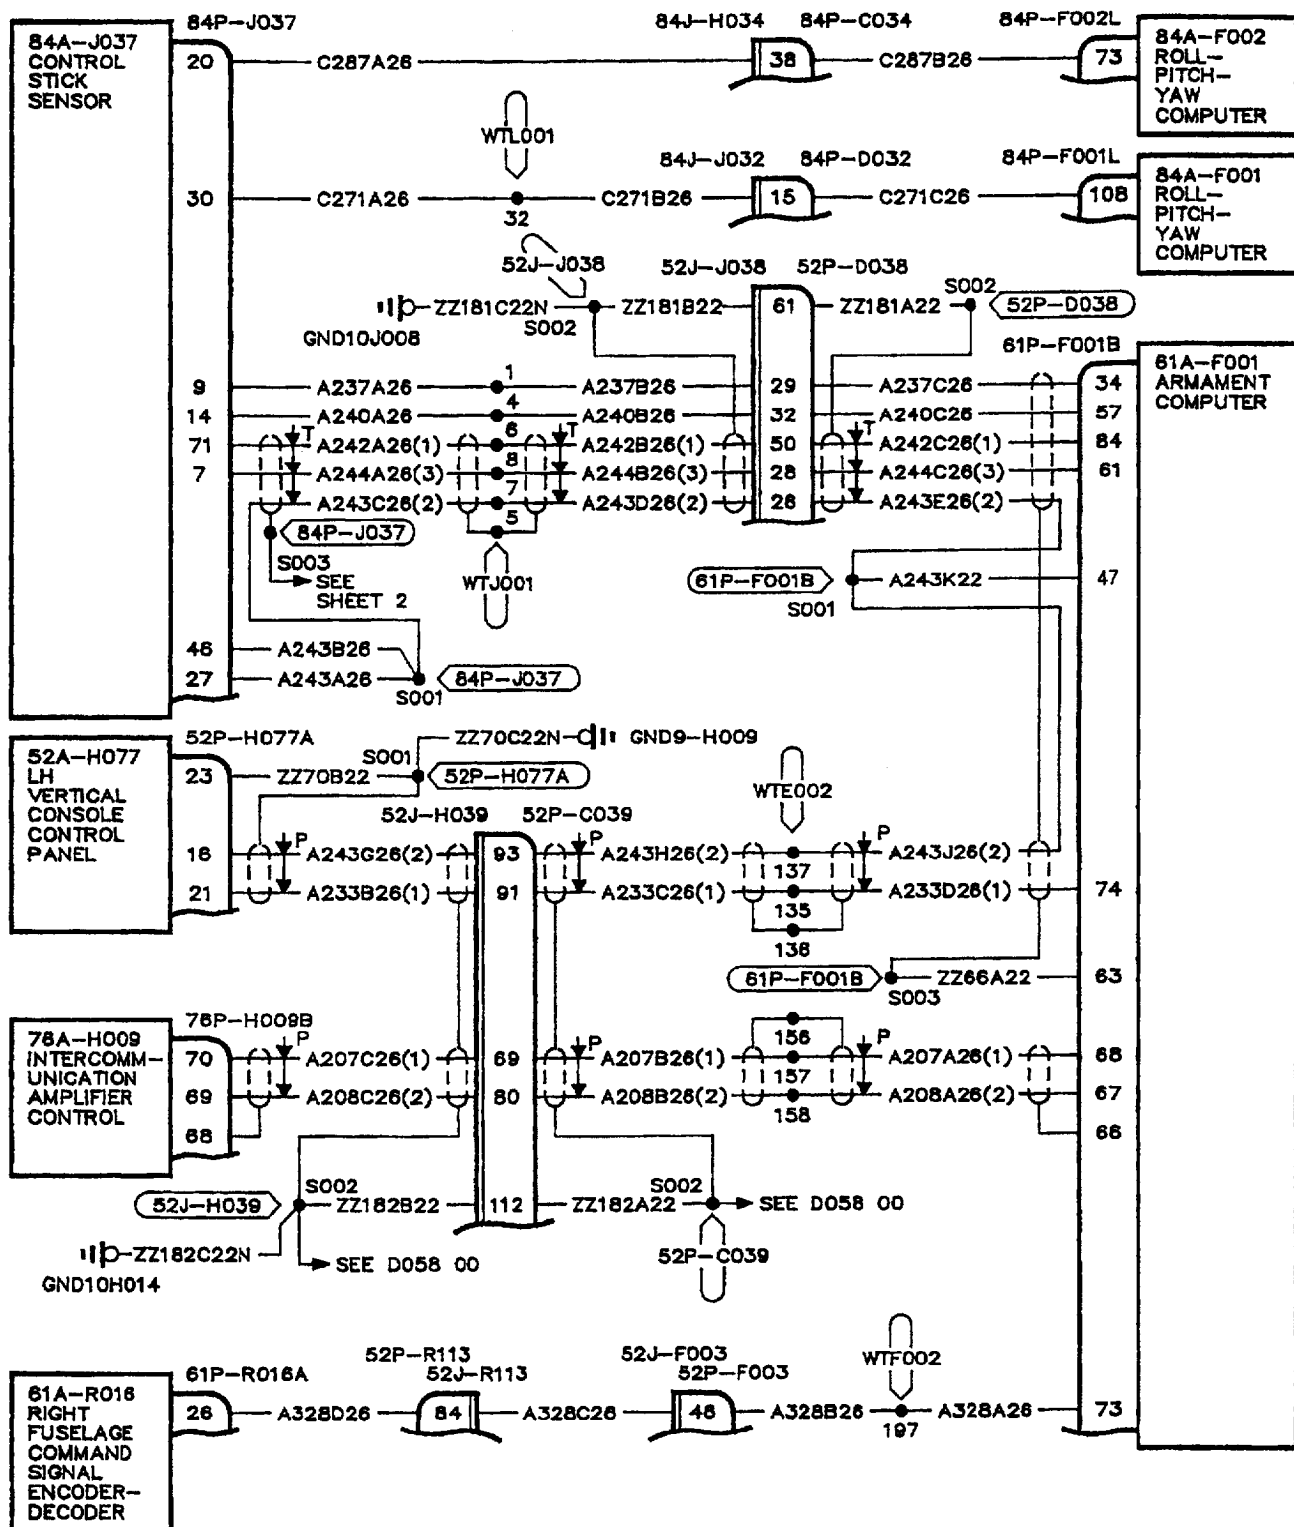 84P-J037
84J-H034 84P-C034 84P-F002L
84A-J037
CONTROL
STICK
SENSOR
20 C287A26 38 C287B26 73
84A-F002
ROLL-
PITCH-
YAW
COMPUTER
WTL001
84J-J032 84P-D032 84P-F001L
30 C271A26 32 C271B26 15 C271C26 108
84A-F001
ROLL-
PITCH-
YAW
COMPUTER
52J-J038 52J-J038 52P-D038
GND10J008 ZZ181C22N S002 ZZ181B22 61 ZZ181A22 S002 52P-D038
61P-F001B
61A-F001
ARMAMENT
COMPUTER
9 A237A26 1 A237B26 29 A237C26 34
14 A240A26 4 A240B26 32 A240C26 57
71 T A242A26(1) 6 T A242B26(1) 50 T A242C26(1) 84
7 A244A26(3) 8 A244B26(3) 28 A244C26(3) 61
A243C26(2) 7 A243D26(2) 26 A243E26(2)
5
84P-J037
S003
SEE
SHEET 2
WTJ001
61P-F001B S001 A243K22 47
46 A243B26
27 A243A26 S001 84P-J037
52P-H077A
52A-H077
LH
VERTICAL
CONSOLE
CONTROL
PANEL
S001 ZZ70C22N GND9-H009
23 ZZ70B22 52P-H077A
WTE002
52J-H039 52P-C039
16 P A243G26(2) 93 P A243H26(2) 137 P A243J26(2)
21 A233B26(1) 91 A233C26(1) 135 A233D26(1) 74
136
61P-F001B S003 ZZ66A22 63
76P-H009B
76A-H009
INTERCOMM-
UNICATION
AMPLIFIER
CONTROL
156
70 P A207C26(1) 69 P A207B26(1) 157 P A207A26(1) 68
69 A208C26(2) 80 A208B26(2) 158 A208A26(2) 67
68 66
52J-H039 S002 ZZ182B22 112 ZZ182A22 S002 SEE D058 00
ZZ182C22N
GND10H014
SEE D058 00
52P-C039
WTF002
61P-R016A
52P-R113
52J-R113
52J-F003
52P-F003
61A-R016
RIGHT
FUSELAGE
COMMAND
SIGNAL
ENCODER-
DECODER
26 A328D26 84 A328C26 46 A328B26 197 A328A26 73